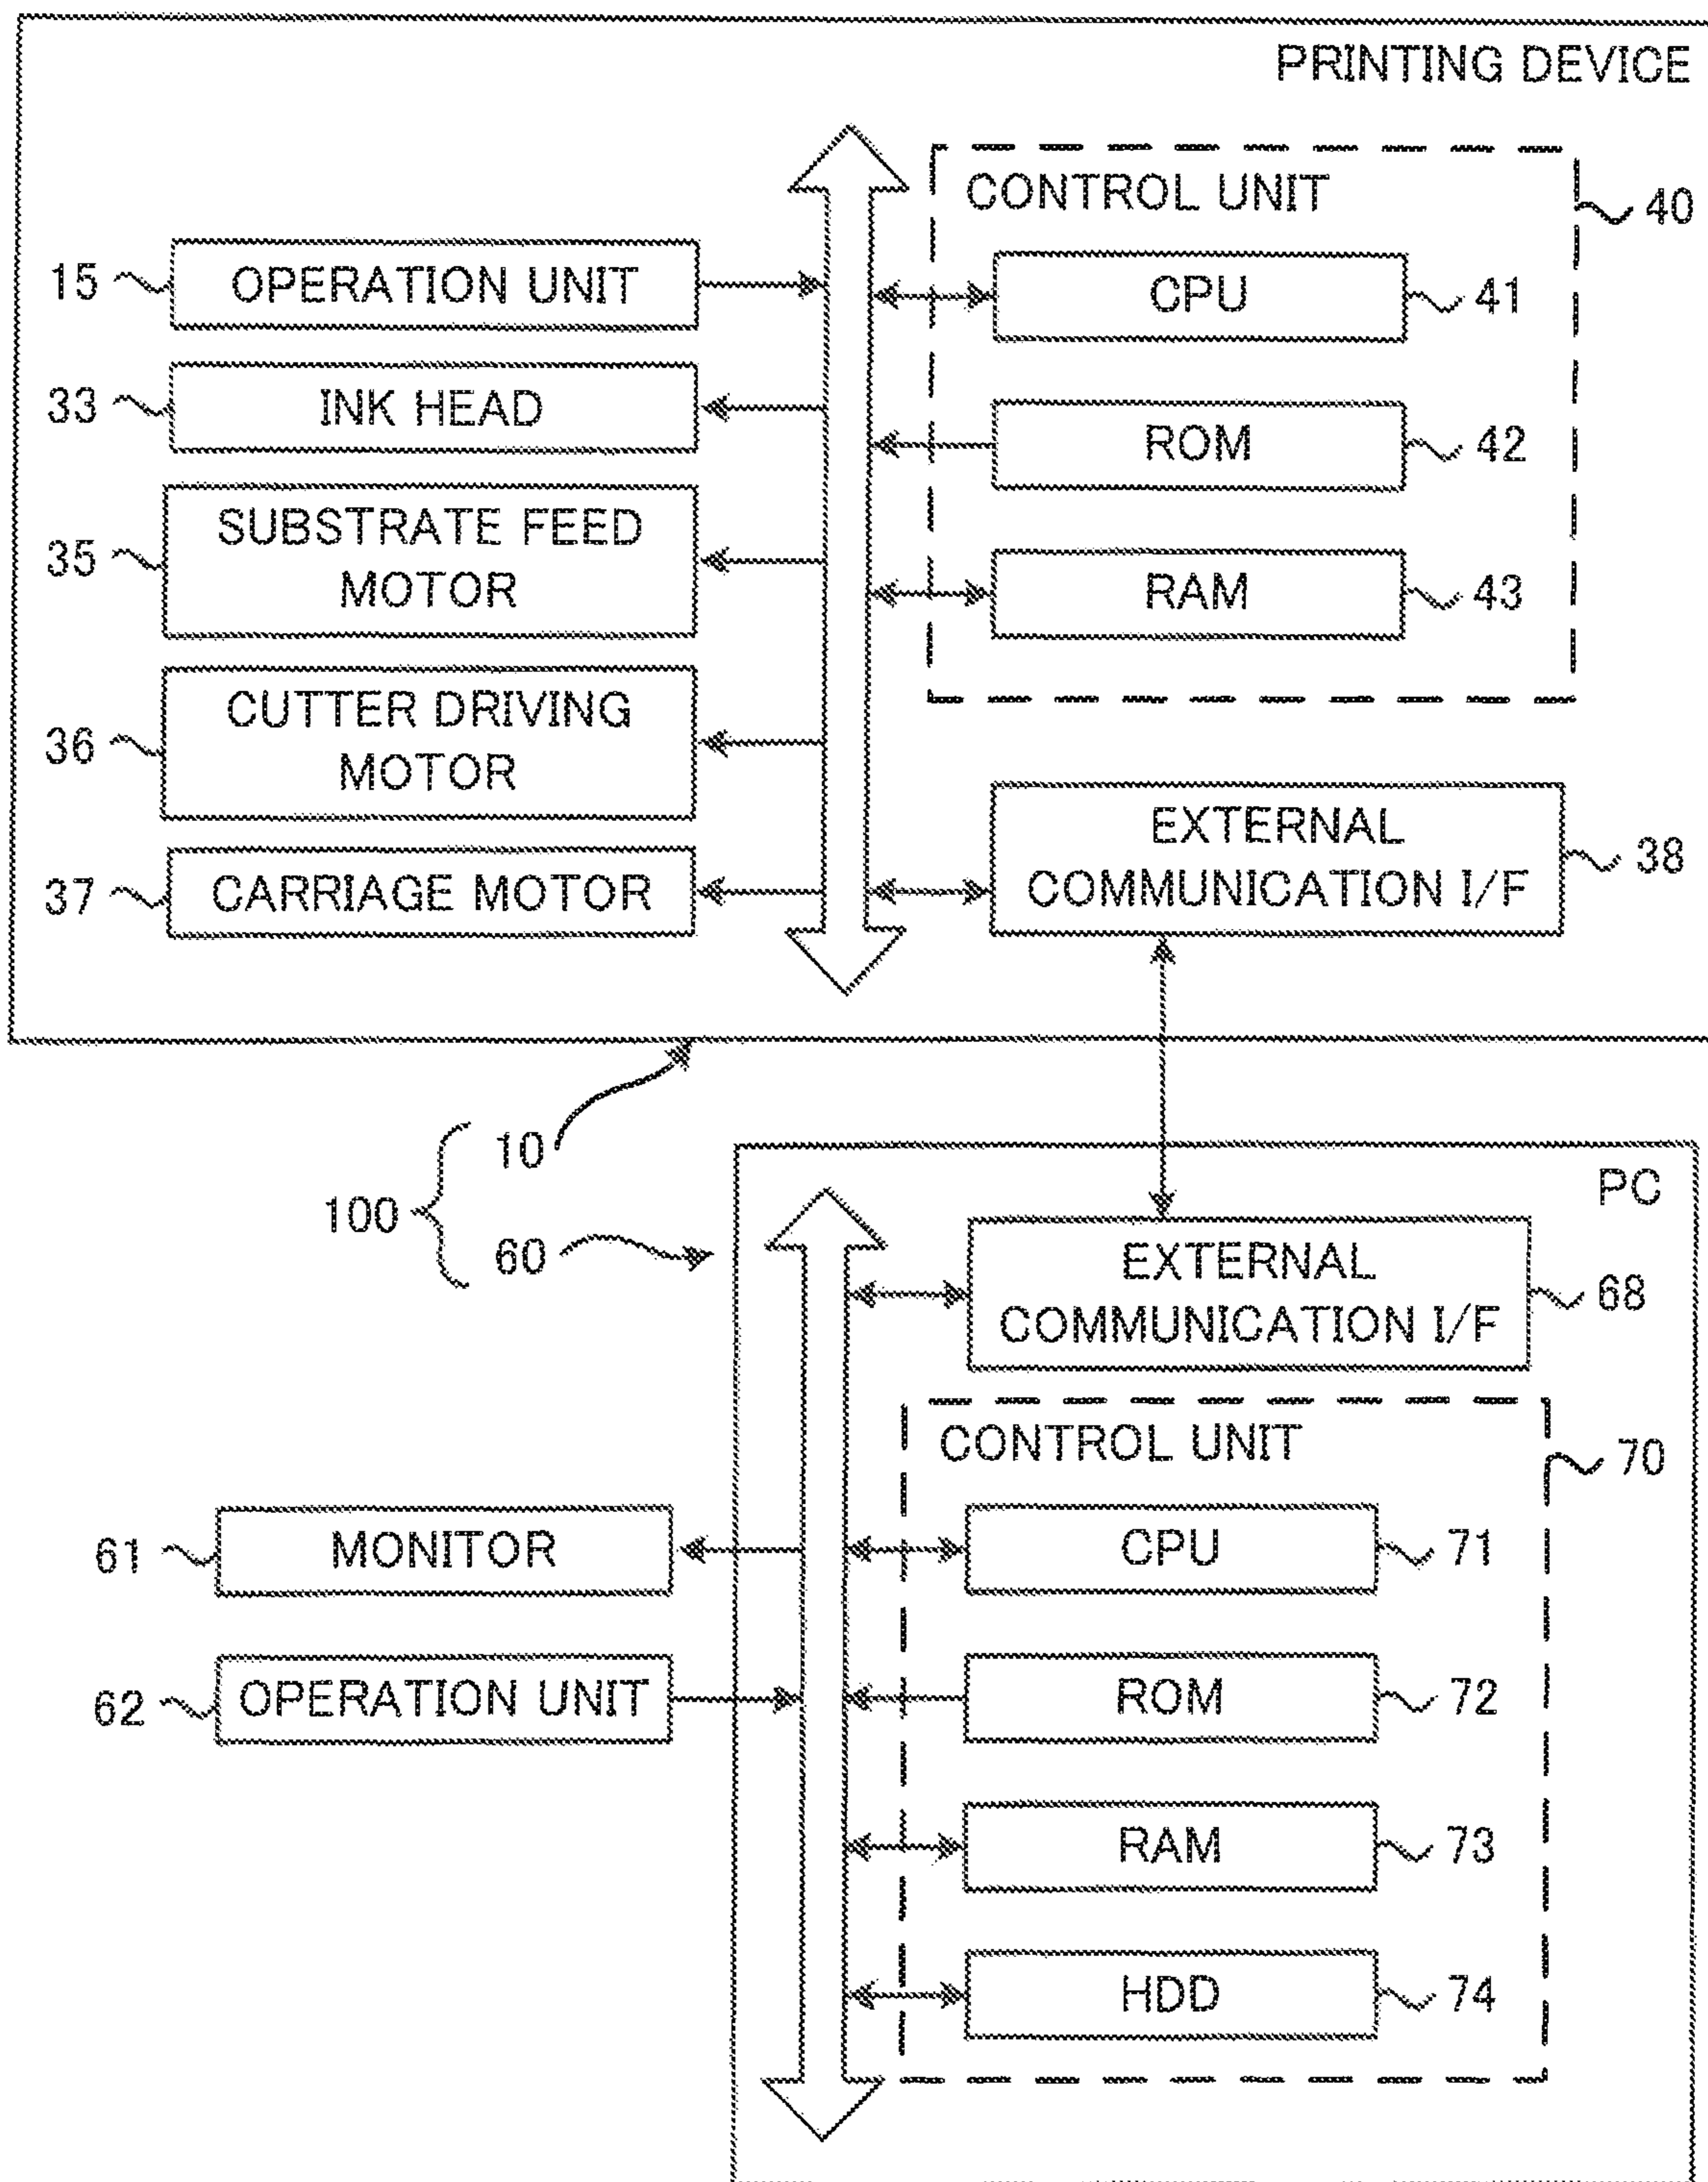 PRINTING DEVICE
CONTROL UNIT
40
15
OPERATION UNIT
CPU
41
33
INK HEAD
ROM
42
35
SUBSTRATE FEED
MOTOR
RAM
43
36
CUTTER DRIVING
MOTOR
EXTERNAL
COMMUNICATION I/F
38
37
CARRIAGE MOTOR
10
100
60
PC
EXTERNAL
COMMUNICATION I/F
68
CONTROL UNIT
70
61
MONITOR
CPU
71
62
OPERATION UNIT
ROM
72
RAM
73
HDD
74